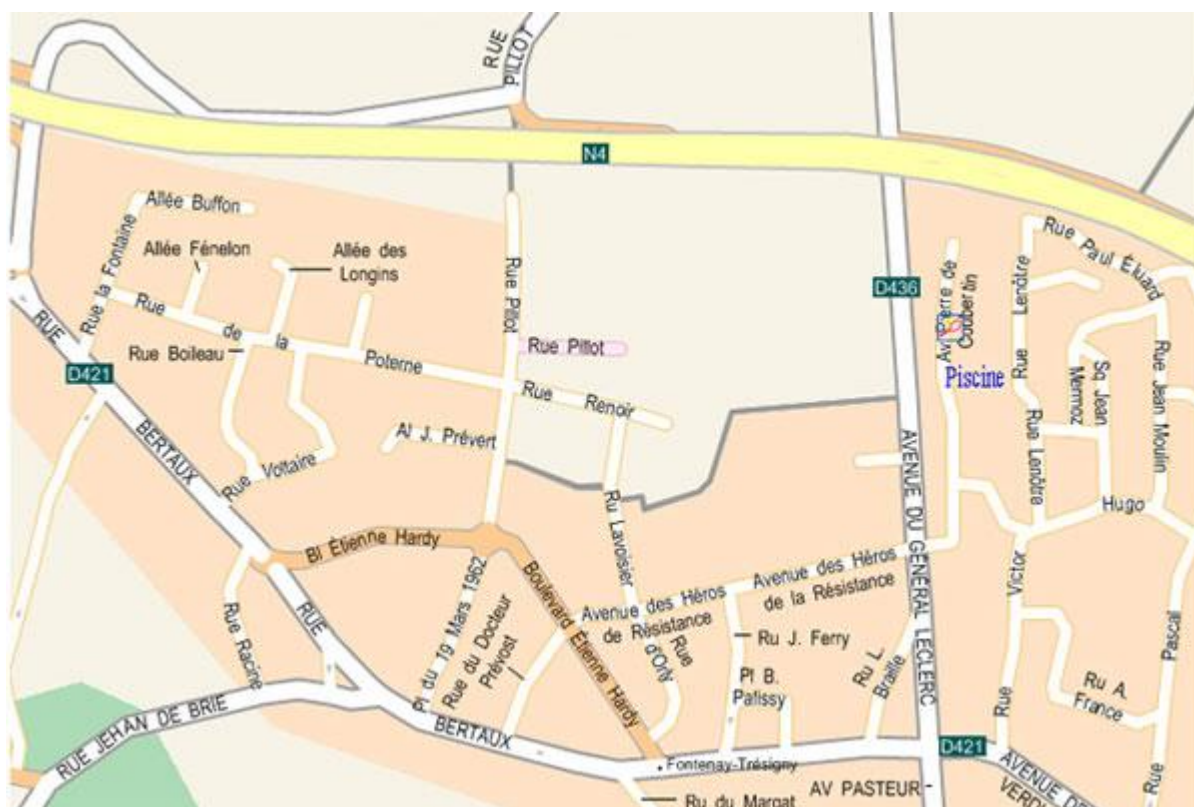 RUE
PILLOT
N4
Allée Buffon
Allée Fénelon
Allée des
Longins
Rue la Fontaine
Rue Pillot
D436
Rue Paul Éluard
Rue Lenôtre
Coubertin
Rue de la Poterne
Rue Boileau
Rue Pillot
RUE
D421
Piscine
Sq Jean
Mermoz
Rue Jean Moulin
Rue Renoir
BERTAUX
Al J. Prévert
Rue Voltaire
Rue Lenôtre
AVENUE DU GÉNÉRAL LECLERC
Hugo
Ru Lavoisier
Bl Étienne Hardy
Boulevard Étienne Hardy
Avenue des Héros
de la Résistance
Avenue des Héros
de Résistance
Victor
Rue
Rue Racine
RUE
Pl du 19 Mars 1962
Rue du Docteur
Prévost
Rue
d'Orly
Ru J. Ferry
Pl B.
Palissy
Ru L.
Braille
Ru A.
France
Pascal
Rue
RUE JEHAN DE BRIE
BERTAUX
Fontenay-Trésigny
D421
AV PASTEUR
Ru du Margat
AVENUE DE
VERD